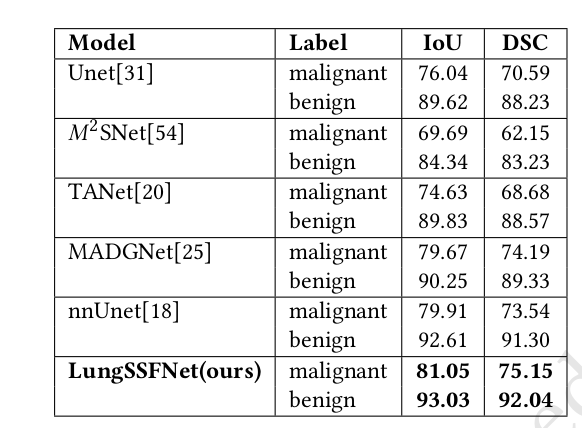 Model Label IoU DSC
Unet[31] malignant 76.04 70.59
benign 89.62 88.23
M²SNet[54] malignant 69.69 62.15
benign 84.34 83.23
TANet[20] malignant 74.63 68.68
benign 89.83 88.57
MADGNet[25] malignant 79.67 74.19
benign 90.25 89.33
nnUnet[18] malignant 79.91 73.54
benign 92.61 91.30
LungSSFNet(ours) malignant 81.05 75.15
benign 93.03 92.04